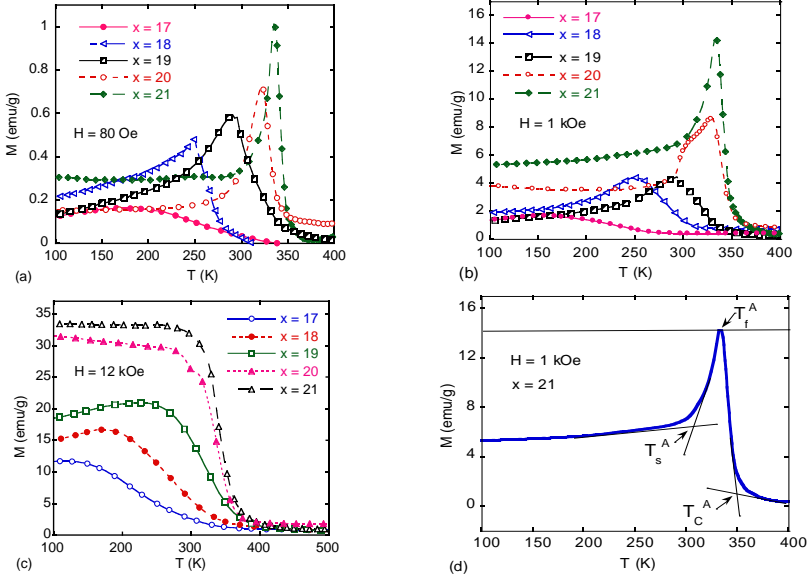 x = 17
x = 18
x = 19
x = 20
x = 21
H = 80 Oe
M (emu/g)
1
0.8
0.6
0.4
0.2
0
100 150 200 250 300 350 400
T (K)
(a)
x = 17
x = 18
x = 19
x = 20
x = 21
H = 1 kOe
M (emu/g)
16
14
12
10
8
6
4
2
0
100 150 200 250 300 350 400
T (K)
(b)
x = 17
x = 18
x = 19
x = 20
x = 21
H = 12 kOe
M (emu/g)
35
30
25
20
15
10
5
0
100 200 300 400 500
T (K)
(c)
H = 1 kOe
x = 21
T_f^A
T_s^A
T_C^A
M (emu/g)
16
12
8
4
0
100 150 200 250 300 350 400
T (K)
(d)